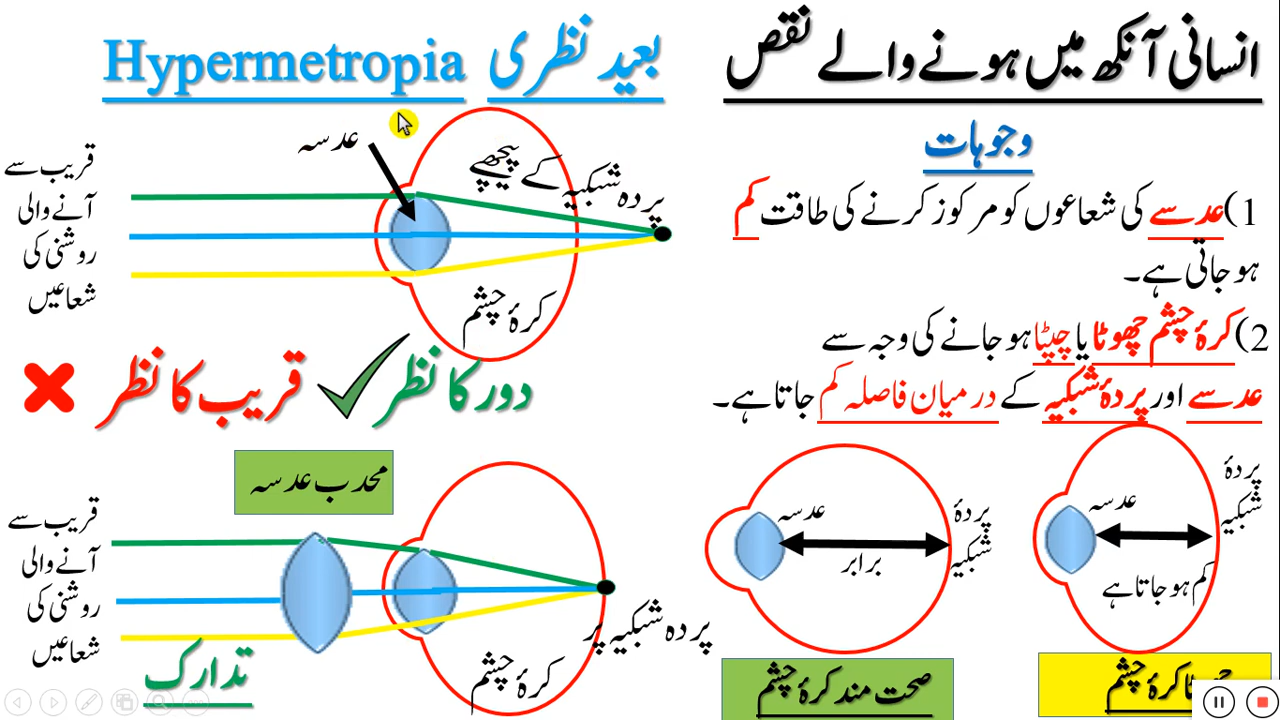 انسانی آنکھ میں ہونے والے نقص
بعید نظری Hypermetropia
وجوہات
1) عدسے کی شعاعوں کو مرکوز کرنے کی طاقت کم
ہو جاتی ہے۔
2) کرۂ چشم چھوٹا یا چپٹا ہو جانے کی وجہ سے
عدسے اور پردۂ شبکیہ کے درمیان فاصلہ کم جاتا ہے۔
پردۂ
شبکیہ
عدسہ
کم ہو جاتا ہے
پردۂ
شبکیہ
عدسہ
برابر
صحت مند کرۂ چشم
کرۂ چشم
عدسہ
پردہ شبکیہ کے پیچھے
قریب سے
آنے والی
روشنی کی
شعاعیں
کرۂ چشم
دور کا نظر
قریب کا نظر
محدب عدسہ
قریب سے
آنے والی
روشنی کی
شعاعیں
پردہ شبکیہ پر
کرۂ چشم
تدارک